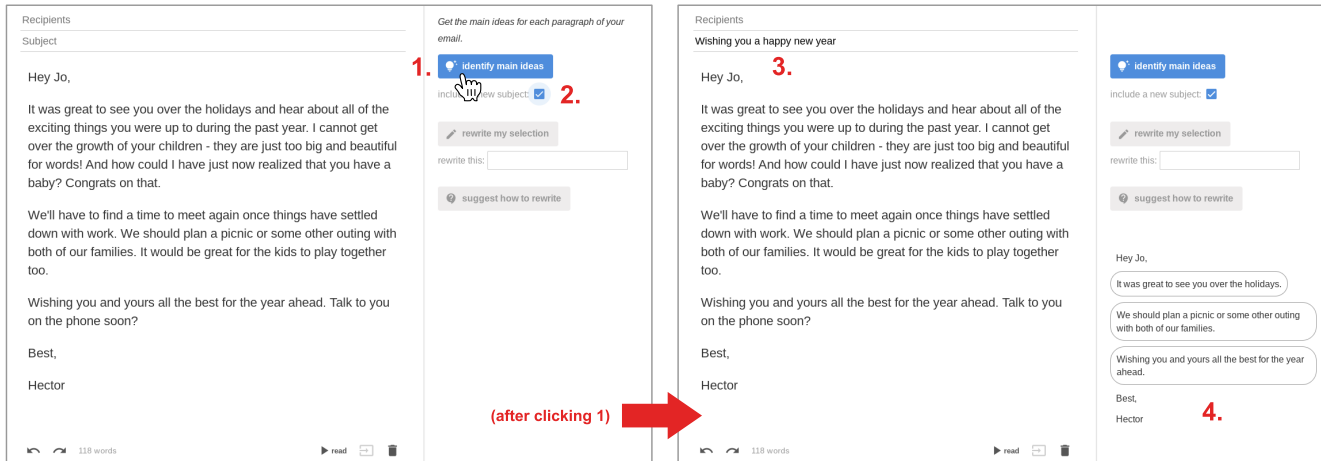 Recipients
Subject
Hey Jo,
It was great to see you over the holidays and hear about all of the
exciting things you were up to during the past year. I cannot get
over the growth of your children - they are just too big and beautiful
for words! And how could I have just now realized that you have a
baby? Congrats on that.
We'll have to find a time to meet again once things have settled
down with work. We should plan a picnic or some other outing with
both of our families. It would be great for the kids to play together
too.
Wishing you and yours all the best for the year ahead. Talk to you
on the phone soon?
Best,
Hector
118 words
read
Get the main ideas for each paragraph of your
email.
1.
identify main ideas
new subject:
2.
rewrite my selection
rewrite this:
suggest how to rewrite
(after clicking 1)
Recipients
Wishing you a happy new year
3.
Hey Jo,
It was great to see you over the holidays and hear about all of the
exciting things you were up to during the past year. I cannot get
over the growth of your children - they are just too big and beautiful
for words! And how could I have just now realized that you have a
baby? Congrats on that.
We'll have to find a time to meet again once things have settled
down with work. We should plan a picnic or some other outing with
both of our families. It would be great for the kids to play together
too.
Wishing you and yours all the best for the year ahead. Talk to you
on the phone soon?
Best,
Hector
118 words
read
identify main ideas
include a new subject:
rewrite my selection
rewrite this:
suggest how to rewrite
Hey Jo,
It was great to see you over the holidays.
We should plan a picnic or some other outing
with both of our families.
Wishing you and yours all the best for the year
ahead.
Best,
Hector
4.